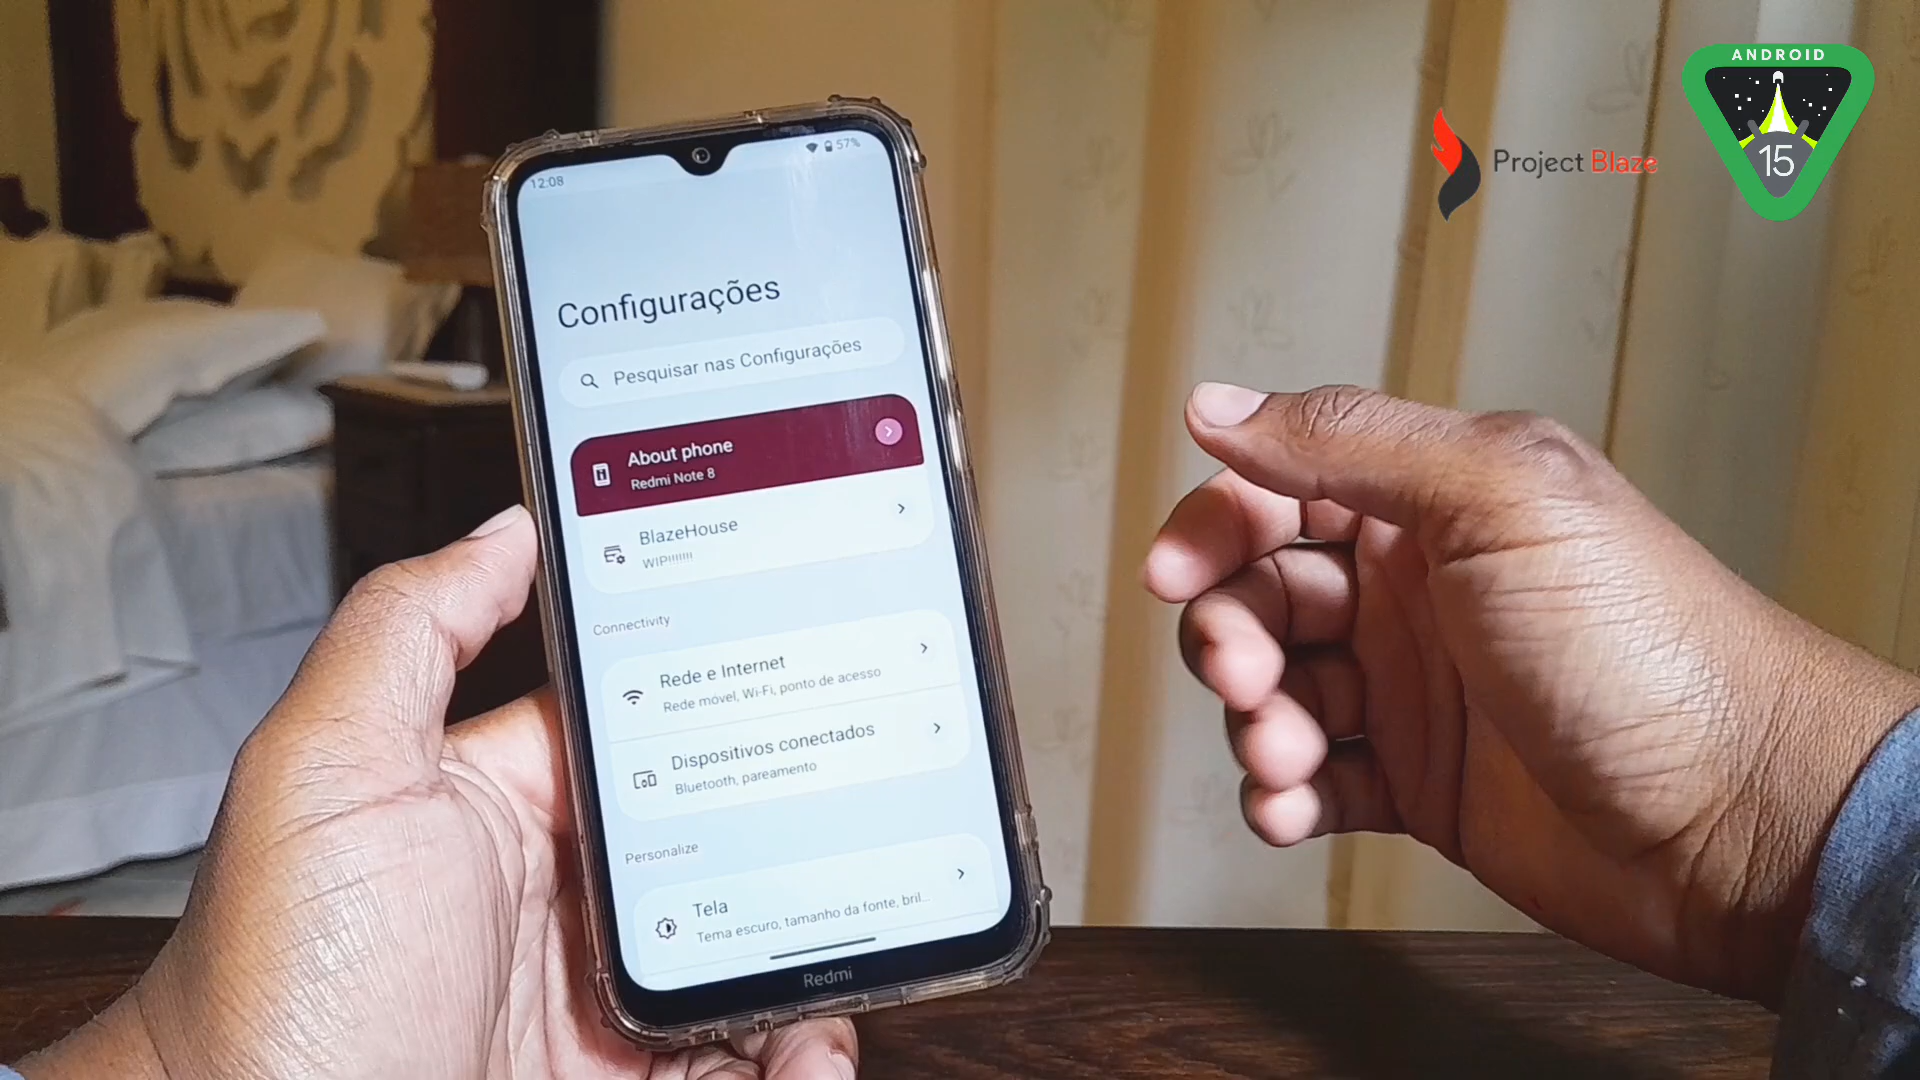 ANDROID
15
Project Blaze
12:08
57%
Configurações
Pesquisar nas Configurações
About phone
Redmi Note 8
BlazeHouse
WIP!!!!!!!
Connectivity
Rede e Internet
Rede móvel, Wi-Fi, ponto de acesso
Dispositivos conectados
Bluetooth, pareamento
Personalize
Tela
Tema escuro, tamanho da fonte, bril...
Redmi